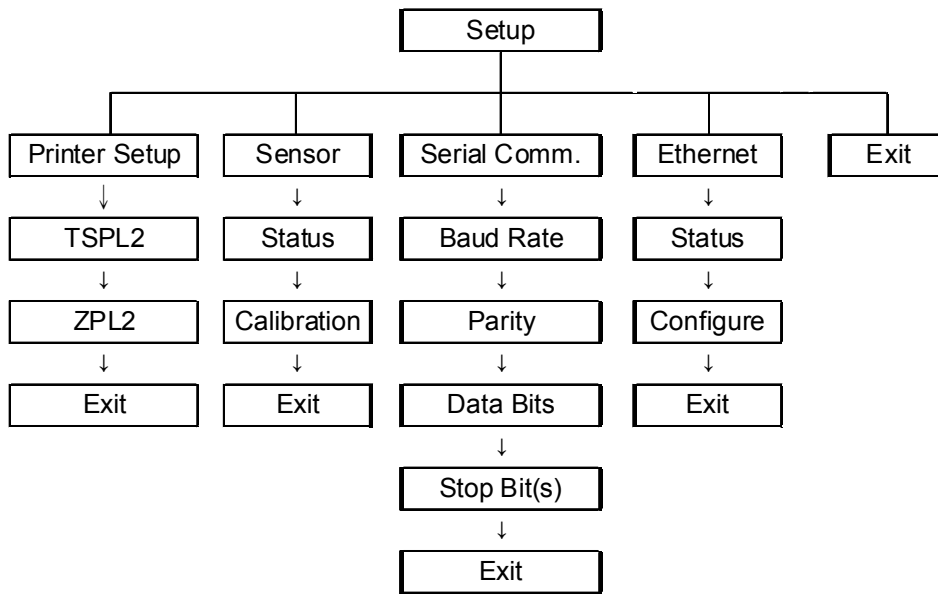 Setup
Printer Setup
Sensor
Serial Comm.
Ethernet
Exit
↓
↓
↓
↓
TSPL2
Status
Baud Rate
Status
↓
↓
↓
↓
ZPL2
Calibration
Parity
Configure
↓
↓
↓
↓
Exit
Exit
Data Bits
Exit
↓
Stop Bit(s)
↓
Exit